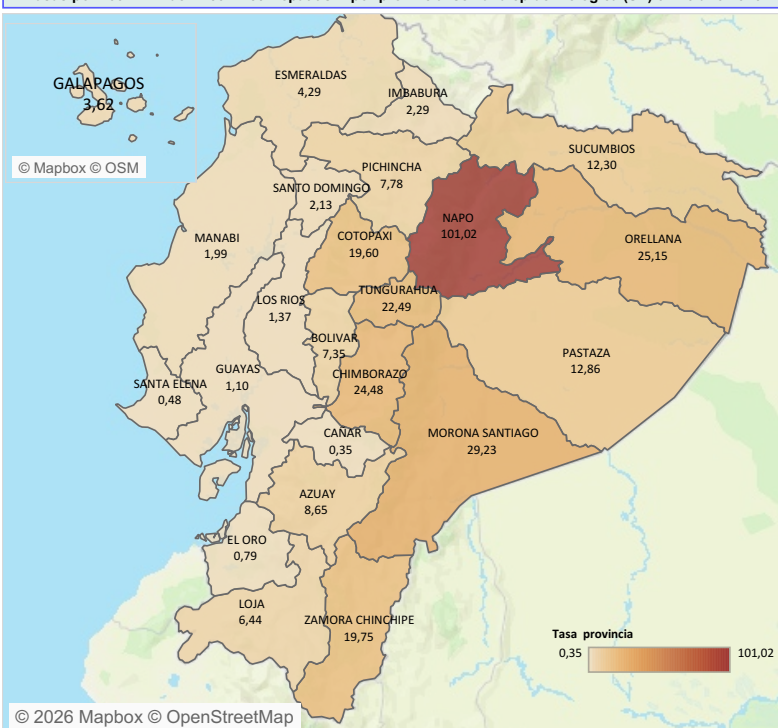 GALAPAGOS
3,62
© Mapbox © OSM
ESMERALDAS
4,29
IMBABURA
2,29
SUCUMBIOS
12,30
PICHINCHA
7,78
SANTO DOMINGO
2,13
NAPO
101,02
MANABI
1,99
COTOPAXI
19,60
ORELLANA
25,15
TUNGURAHUA
22,49
LOS RIOS
1,37
BOLIVAR
7,35
PASTAZA
12,86
GUAYAS
1,10
CHIMBORAZO
24,48
SANTA ELENA
0,48
CAÑAR
0,35
MORONA SANTIAGO
29,23
AZUAY
8,65
EL ORO
0,79
LOJA
6,44
ZAMORA CHINCHIPE
19,75
Tasa provincia
0,35 101,02
© 2026 Mapbox © OpenStreetMap